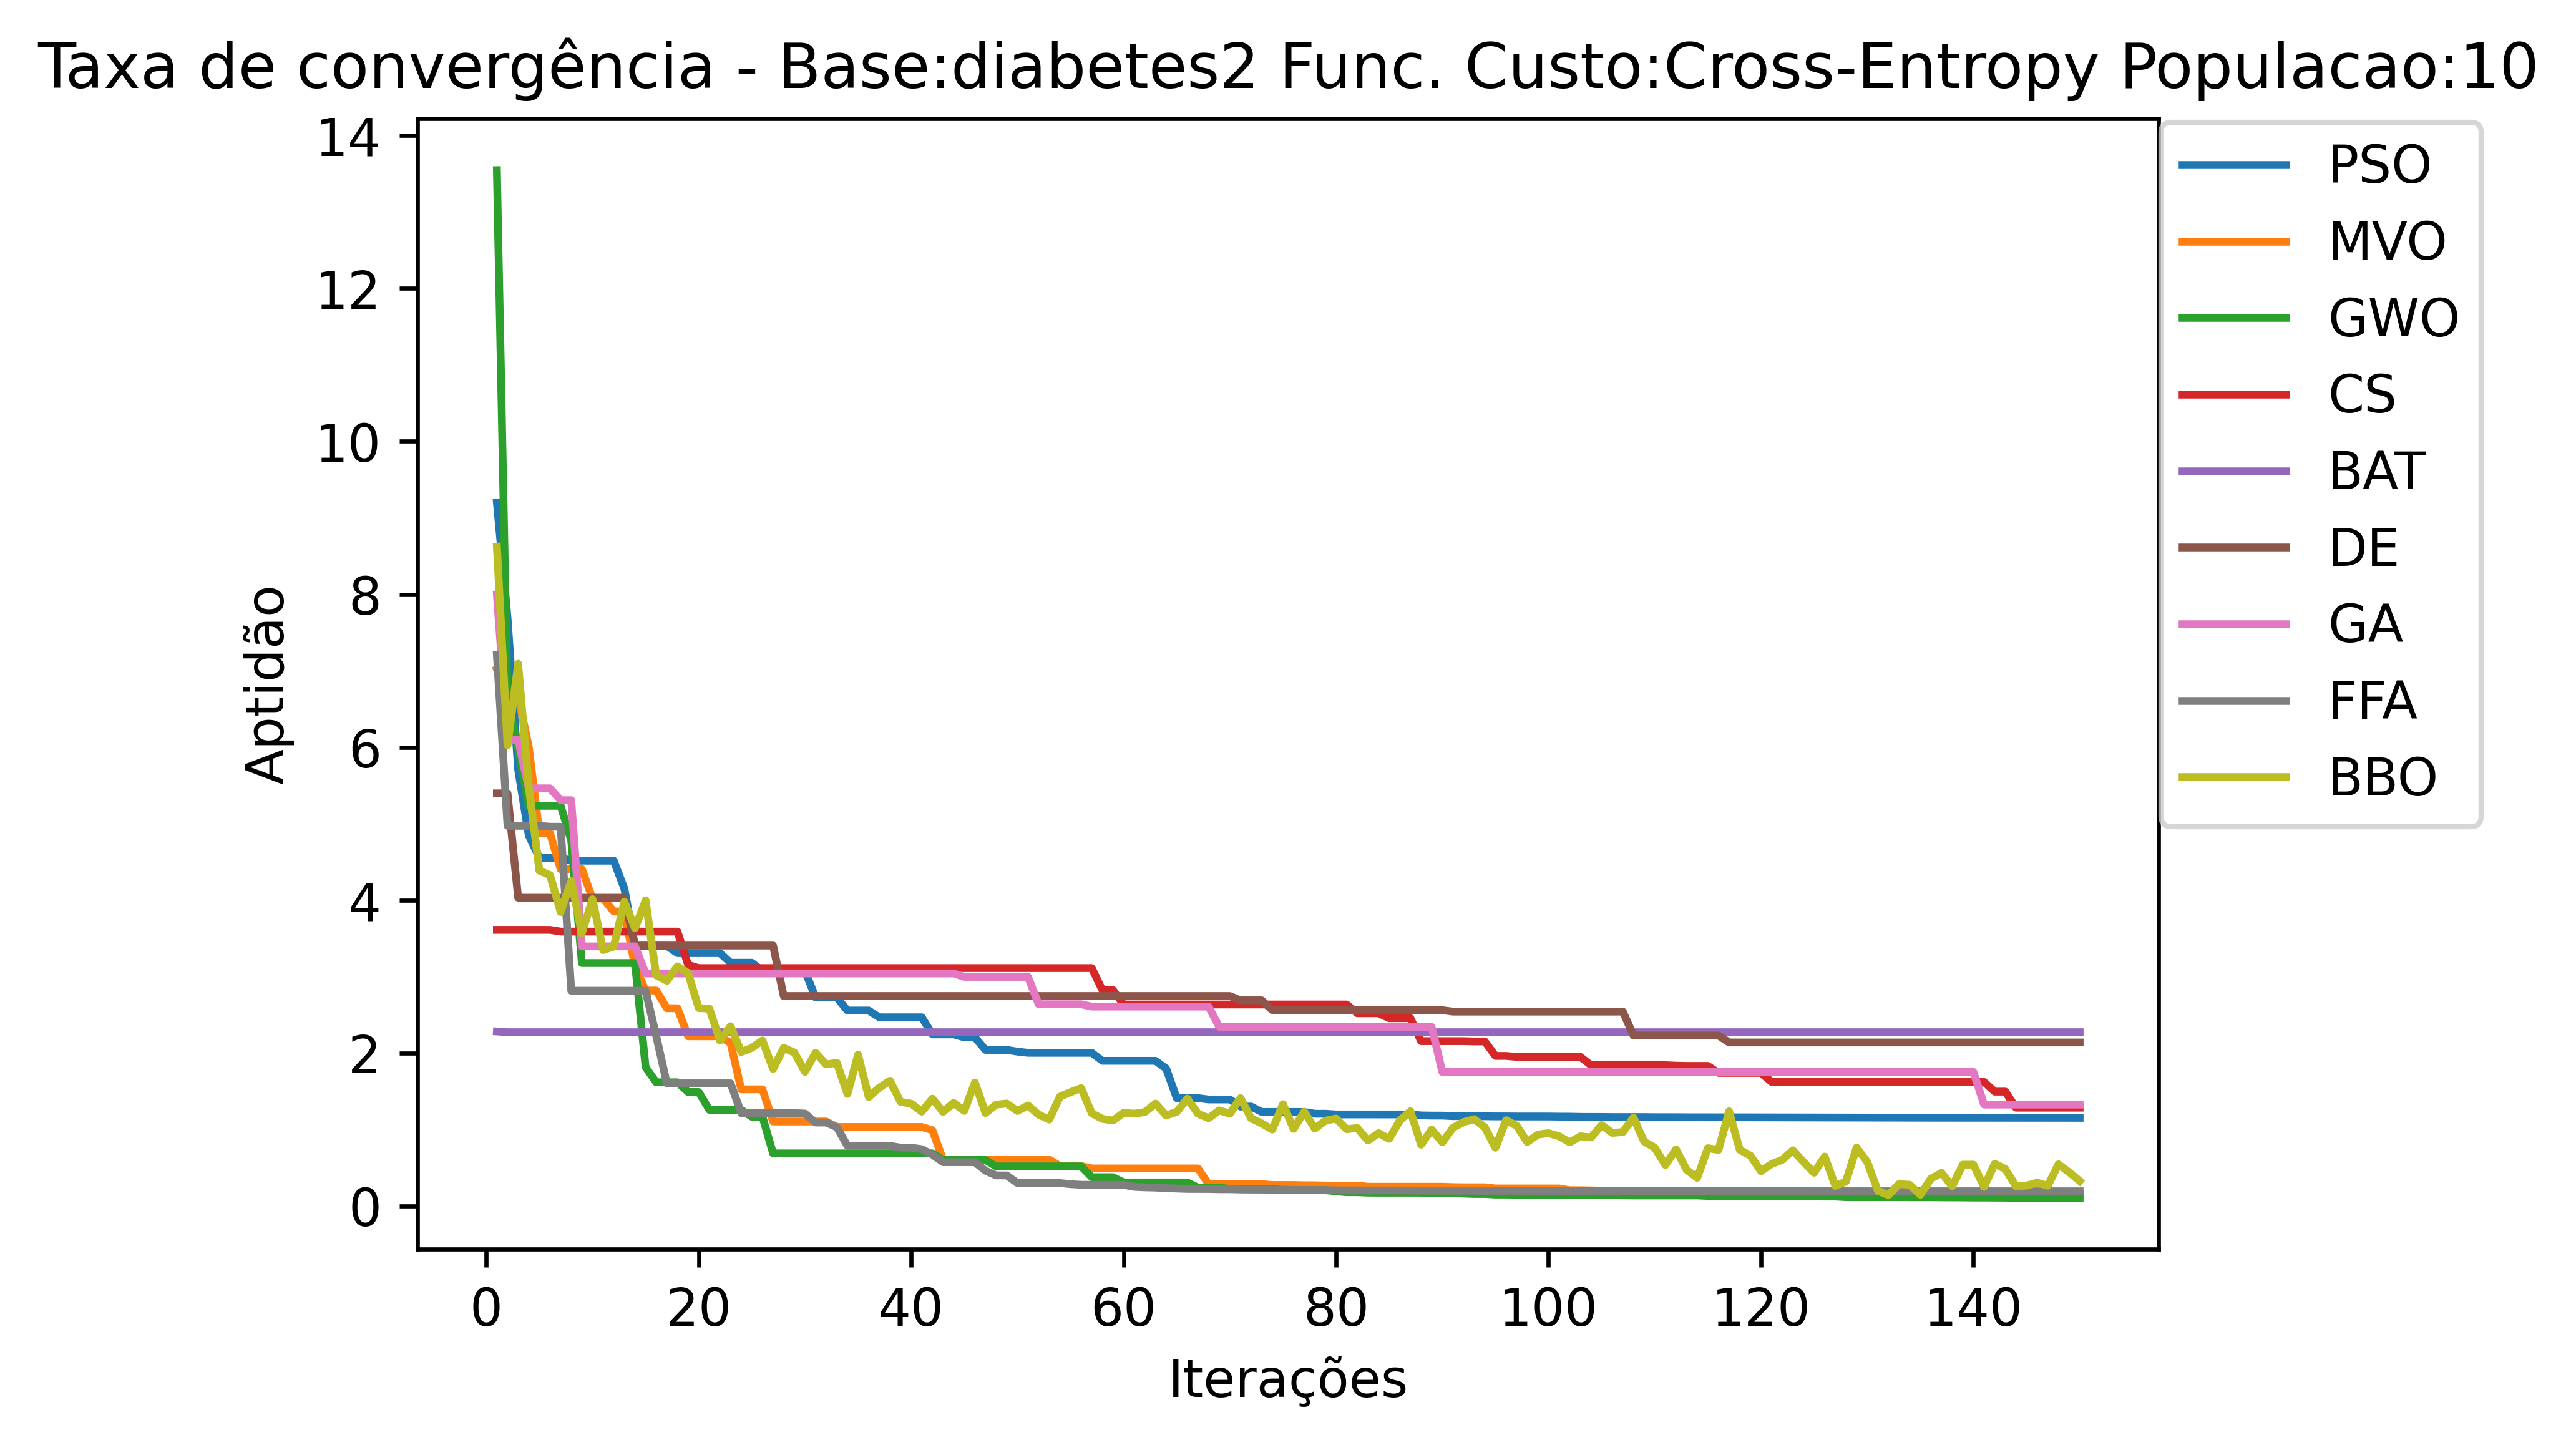 Taxa de convergência - Base:diabetes2 Func. Custo:Cross-Entropy Populacao:10
14
12
10
8
6
4
2
0
Aptidão
0 20 40 60 80 100 120 140
Iterações
PSO
MVO
GWO
CS
BAT
DE
GA
FFA
BBO